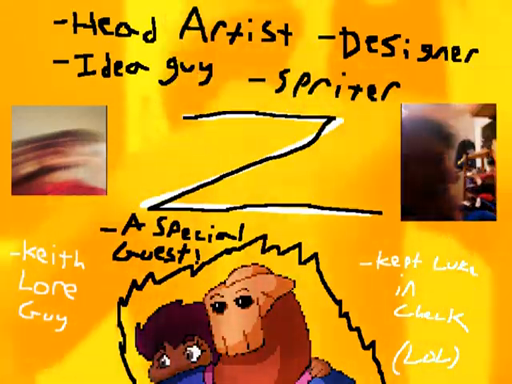 -Head Artist -Designer
-Idea guy -Spriter
Z
-A Special
Guest!
-Keith
Lore
Guy
-Kept Luke
in
Check
(LOL)